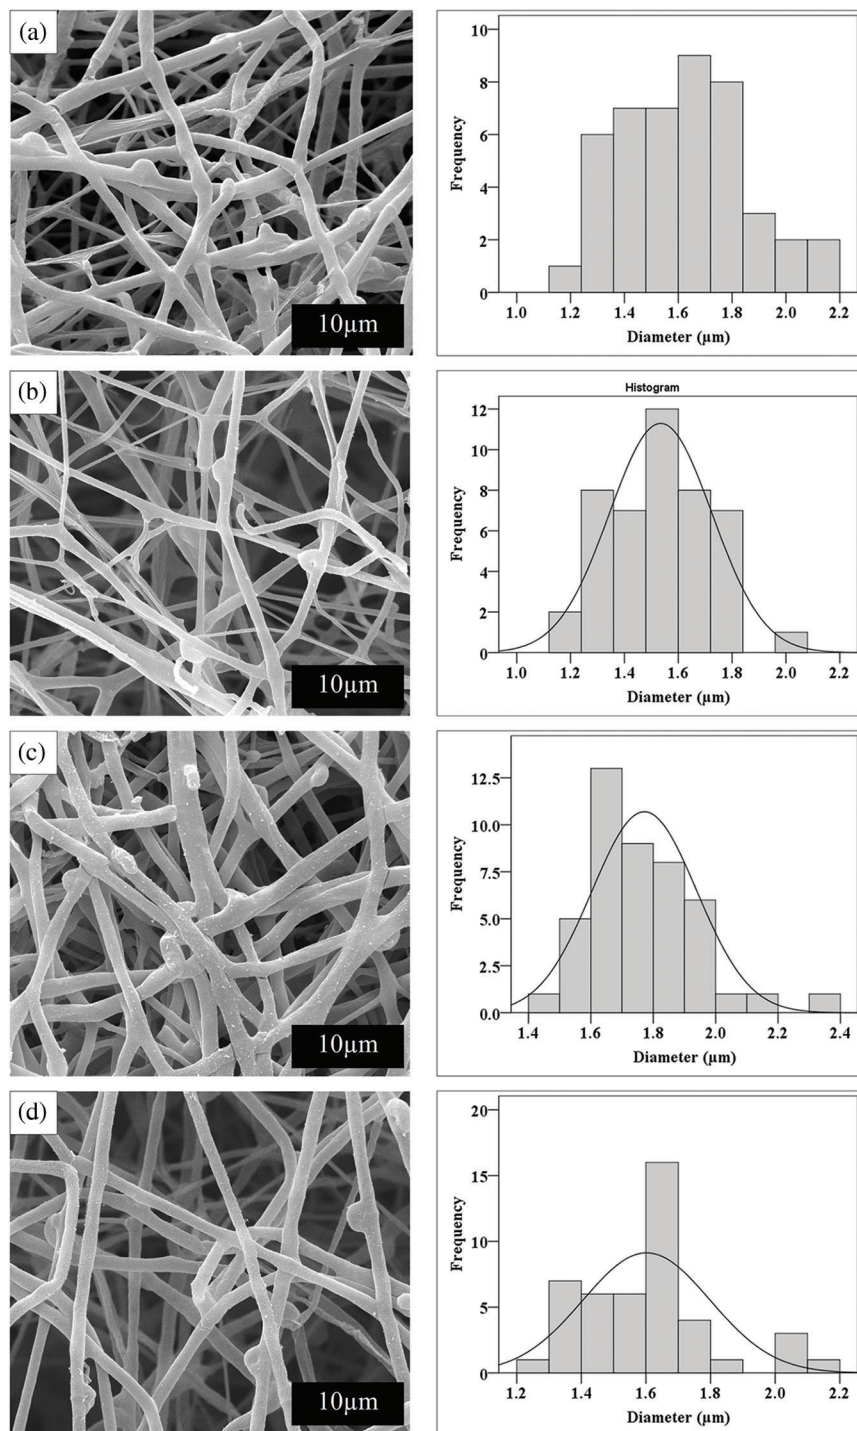 (a)
10µm
10
8
6
4
2
0
Frequency
1.0 1.2 1.4 1.6 1.8 2.0 2.2
Diameter (µm)
(b)
10µm
Histogram
12
10
8
6
4
2
0
Frequency
1.0 1.2 1.4 1.6 1.8 2.0 2.2
Diameter (µm)
(c)
10µm
12.5
10.0
7.5
5.0
2.5
0.0
Frequency
1.4 1.6 1.8 2.0 2.2 2.4
Diameter (µm)
(d)
10µm
20
15
10
5
0
Frequency
1.2 1.4 1.6 1.8 2.0 2.2
Diameter (µm)